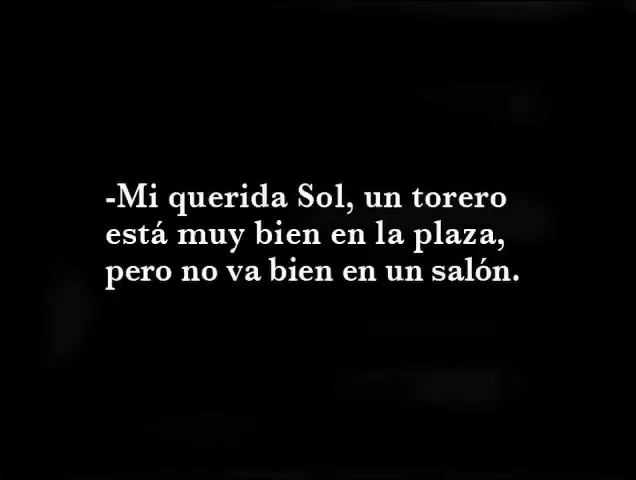 -Mi querida Sol, un torero
está muy bien en la plaza,
pero no va bien en un salón.